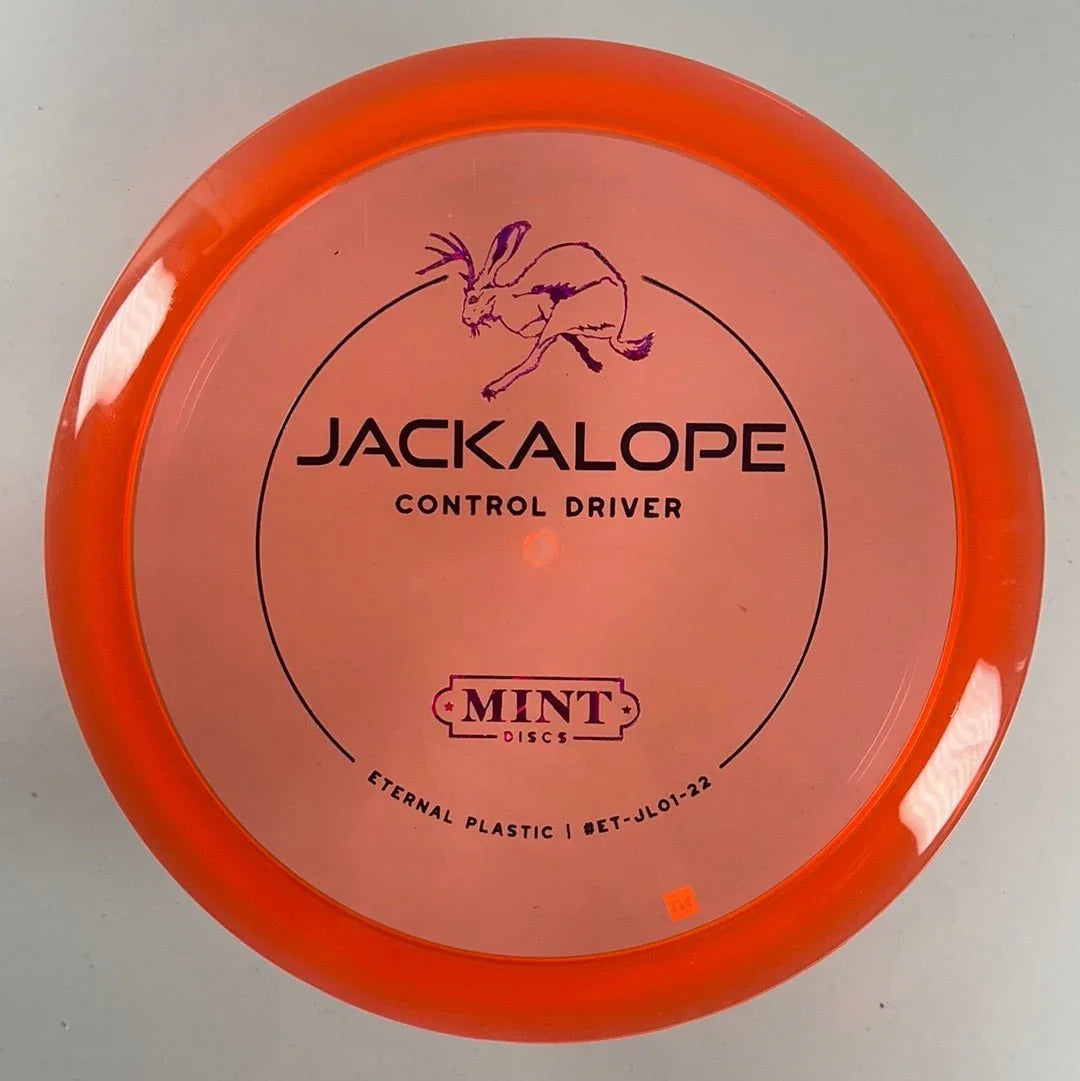 JACKALOPE
CONTROL DRIVER
MINT
DISCS
ETERNAL PLASTIC | #ET-JL01-22